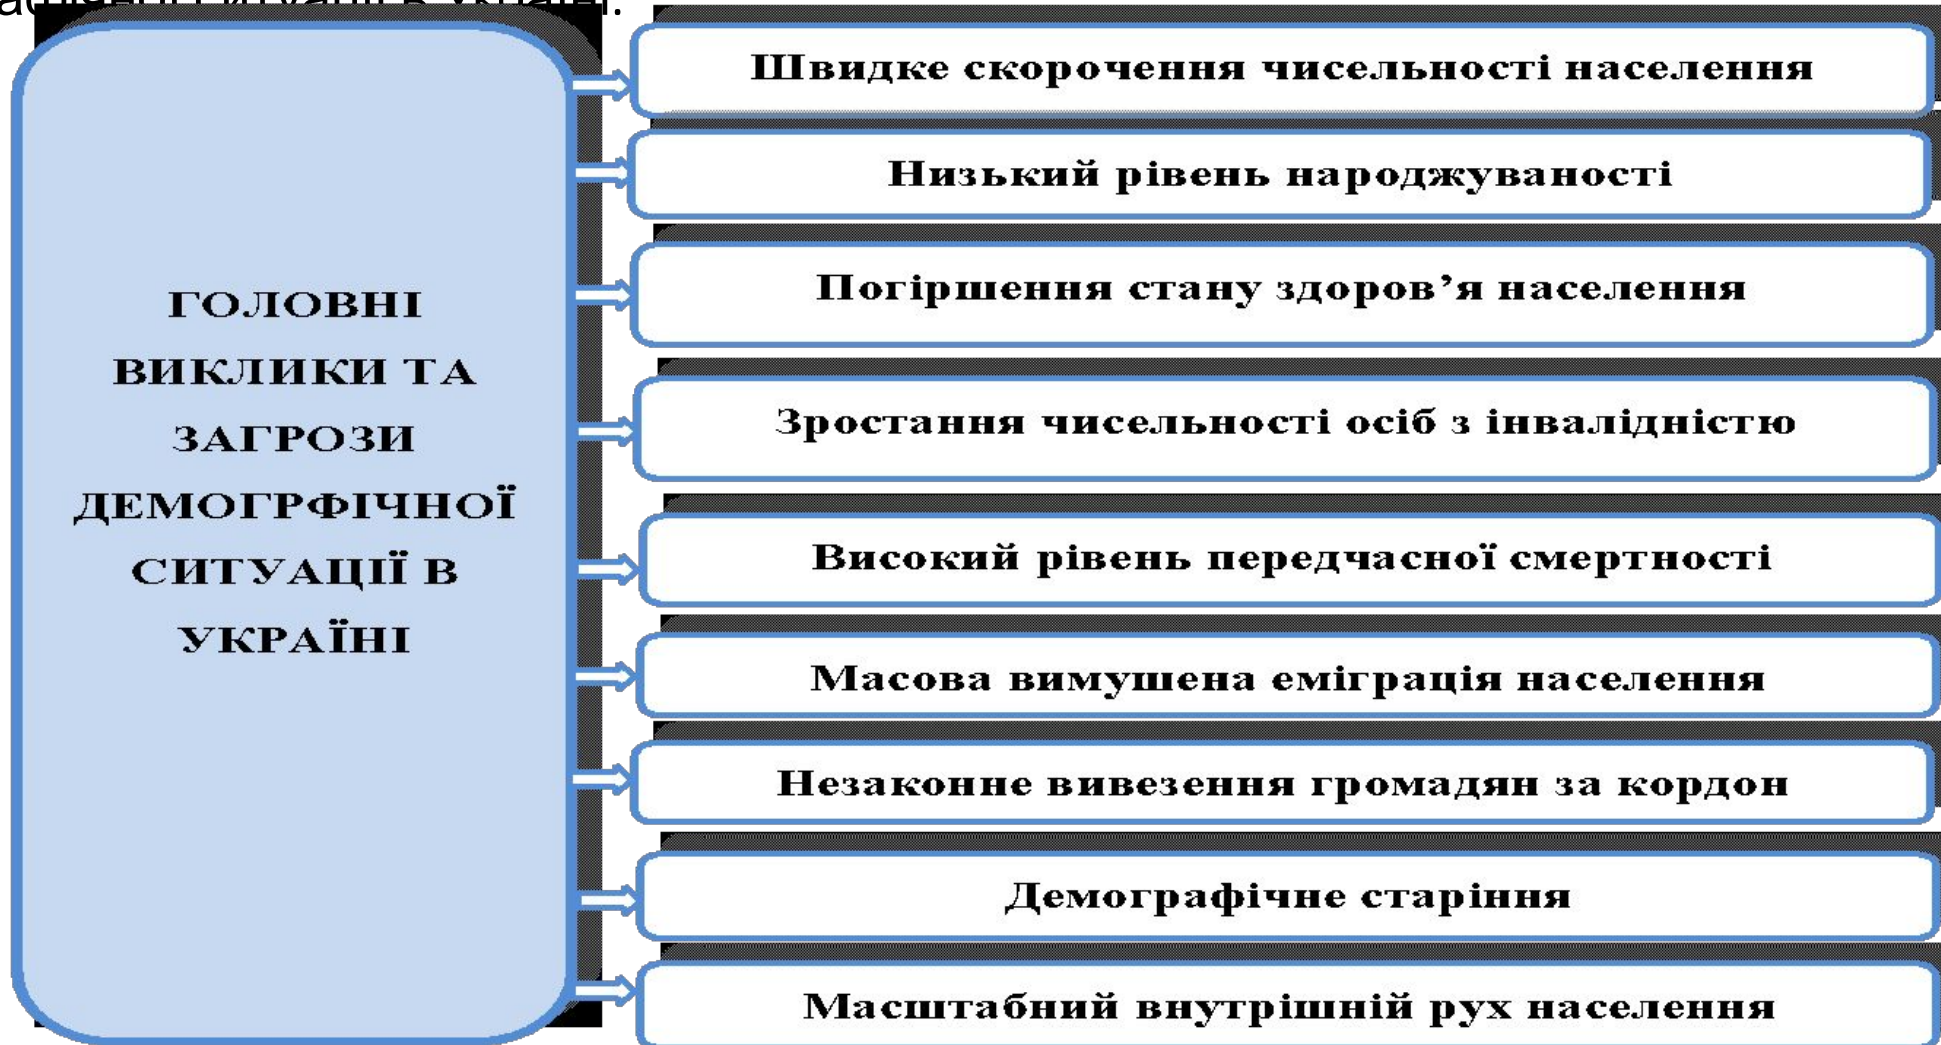 ситуації в Україні.
ГОЛОВНІ
ВИКЛИКИ ТА
ЗАГРОЗИ
ДЕМОГРФІЧНОЇ
СИТУАЦІЇ В
УКРАЇНІ
Швидке скорочення чисельності населення
Низький рівень народжуваності
Погіршення стану здоров’я населення
Зростання чисельності осіб з інвалідністю
Високий рівень передчасної смертності
Масова вимушена еміграція населення
Незаконне вивезення громадян за кордон
Демографічне старіння
Масштабний внутрішній рух населення